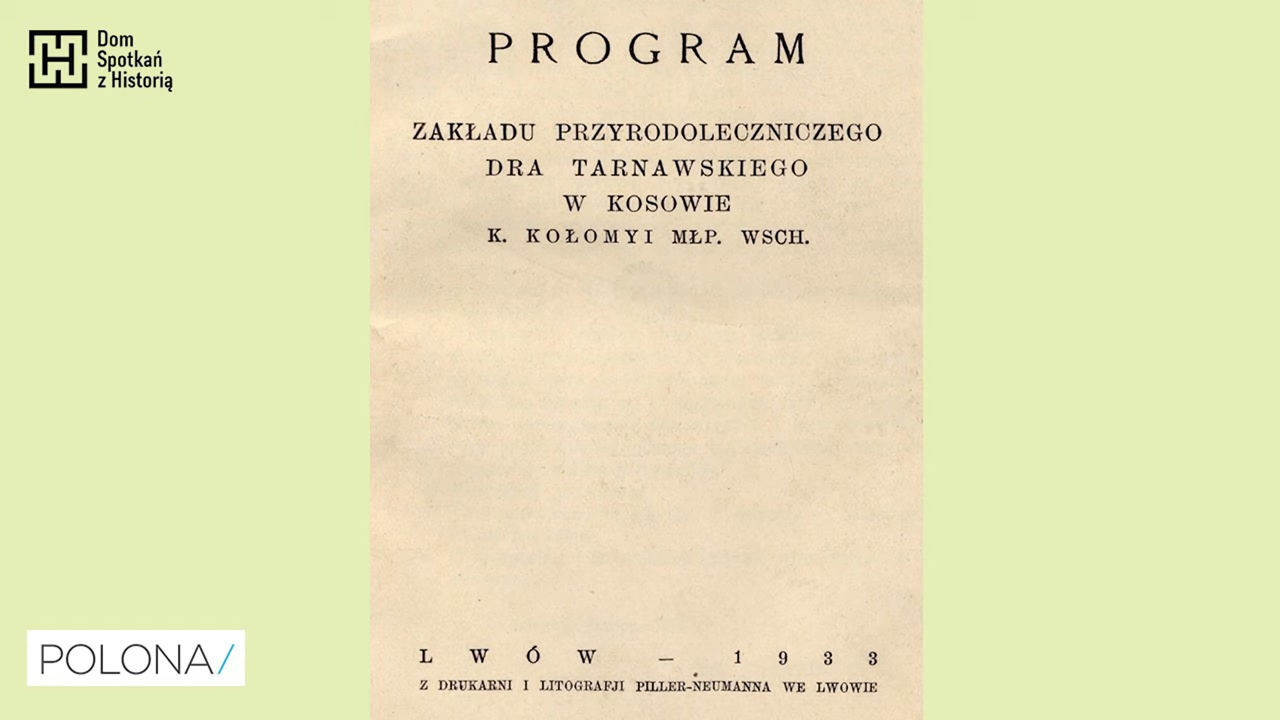 Dom
Spotkań
z Historią
PROGRAM
ZAKŁADU PRZYRODOLECZNICZEGO
DRA TARNAWSKIEGO
W KOSOWIE
K. KOŁOMYI MŁP. WSCH.
LWÓW — 1933
Z DRUKARNI I LITOGRAFJI PILLER-NEUMANNA WE LWOWIE
POLONA/